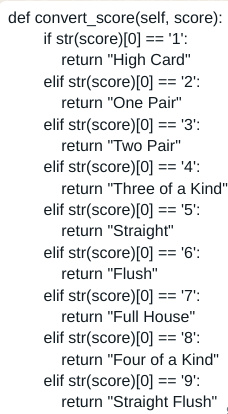 def convert_score(self, score):
if str(score)[0] == '1':
return "High Card"
elif str(score)[0] == '2':
return "One Pair"
elif str(score)[0] == '3':
return "Two Pair"
elif str(score)[0] == '4':
return "Three of a Kind"
elif str(score)[0] == '5':
return "Straight"
elif str(score)[0] == '6':
return "Flush"
elif str(score)[0] == '7':
return "Full House"
elif str(score)[0] == '8':
return "Four of a Kind"
elif str(score)[0] == '9':
return "Straight Flush"